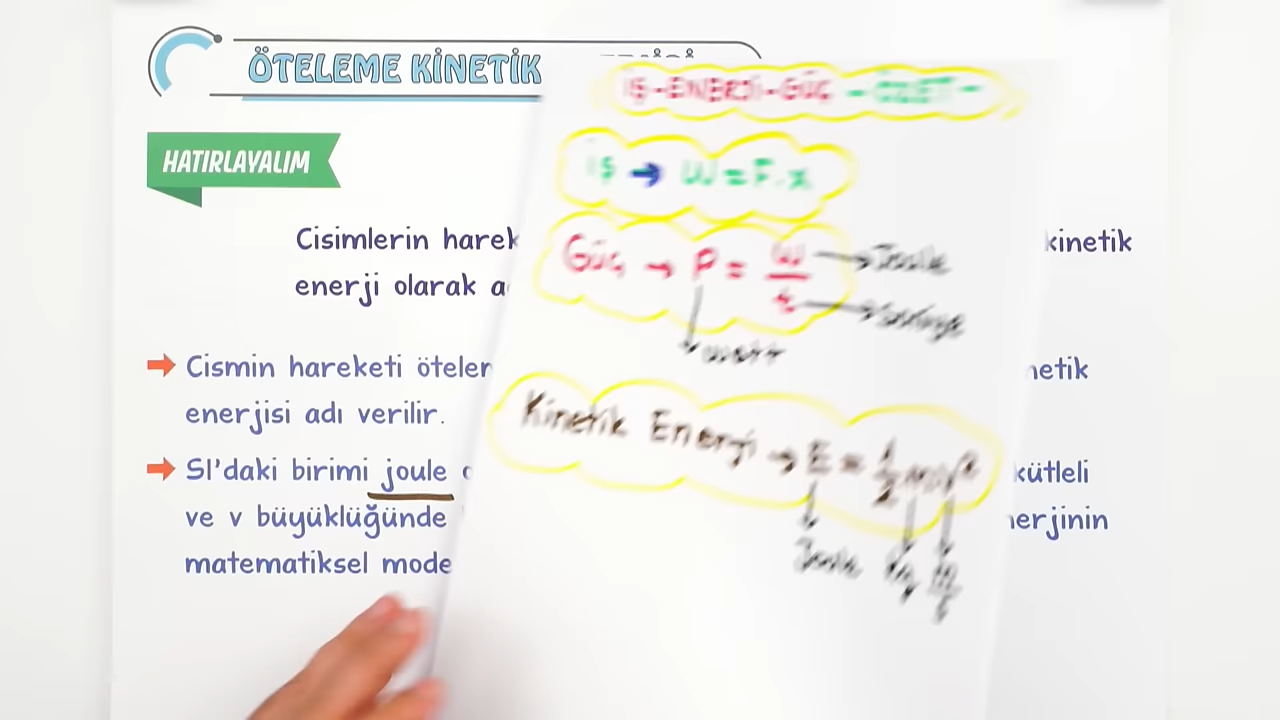 ÖTELEME KİNETİK
HATIRLAYALIM
Cisimlerin harek
kinetik
enerji olarak a
Cismin hareketi ötelen
netik
enerjisi adı verilir.
SI'daki birimi joule
kütleli
ve v büyüklüğünde
nerjinin
matematiksel mode
İŞ-ENERJİ-GÜÇ -ÖZET-
İş → W = F.x
Güç → P = W/t
Joule
Saniye
Watt
Kinetik Enerji → E = 1/2 mv²
Joule
kg
m/s